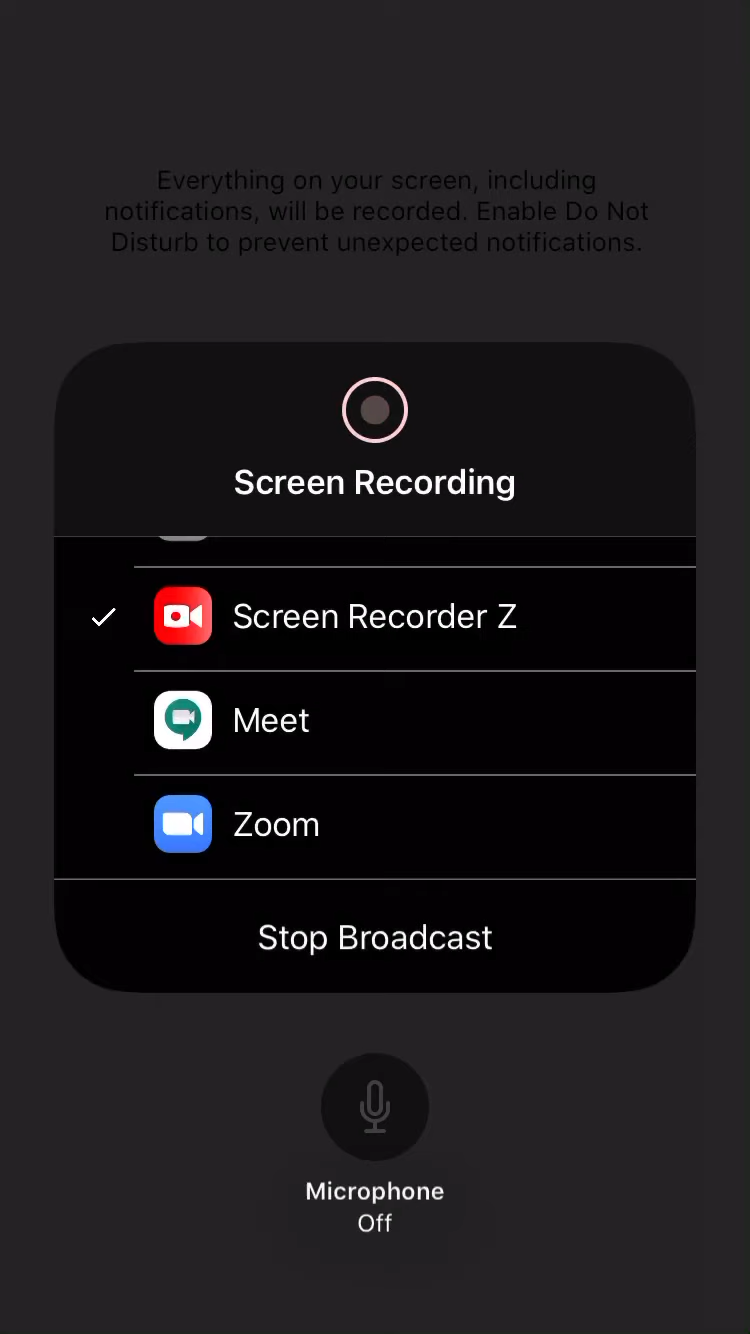 Everything on your screen, including
notifications, will be recorded. Enable Do Not
Disturb to prevent unexpected notifications.
Screen Recording
Screen Recorder Z
Meet
Zoom
Stop Broadcast
Microphone
Off